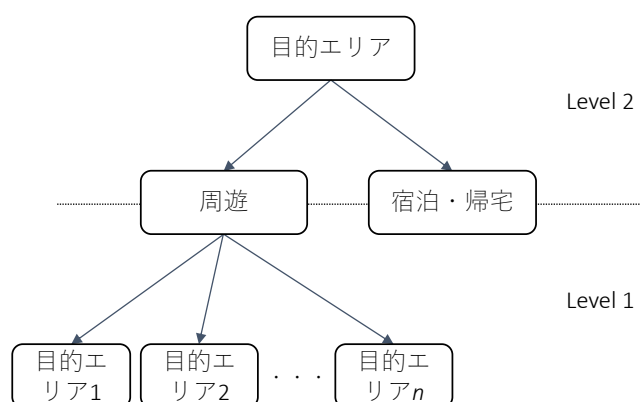 目的エリア
Level 2
周遊
宿泊・帰宅
Level 1
目的エ
リア1
目的エ
リア2
・・・
目的エ
リアn